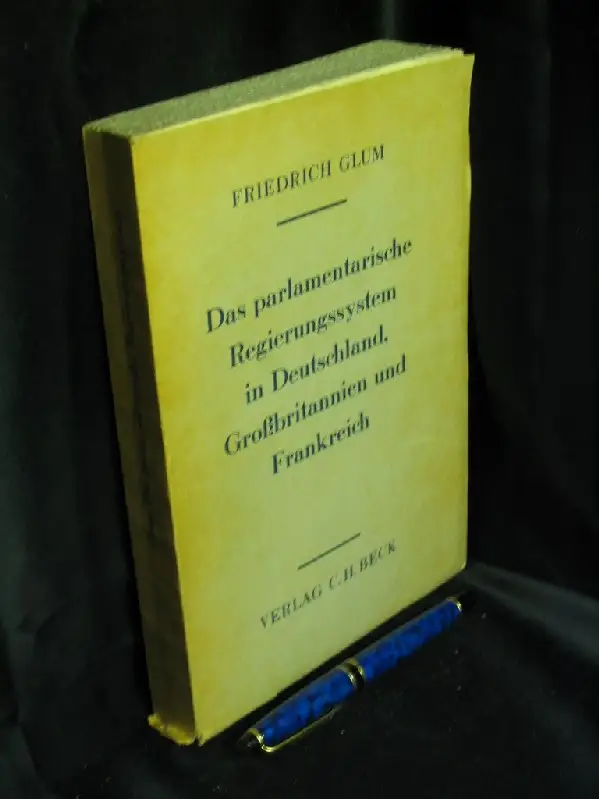 FRIEDRICH GLUM
Das parlamentarische
Regierungssystem
in Deutschland,
Großbritannien und
Frankreich
VERLAG C. H. BECK